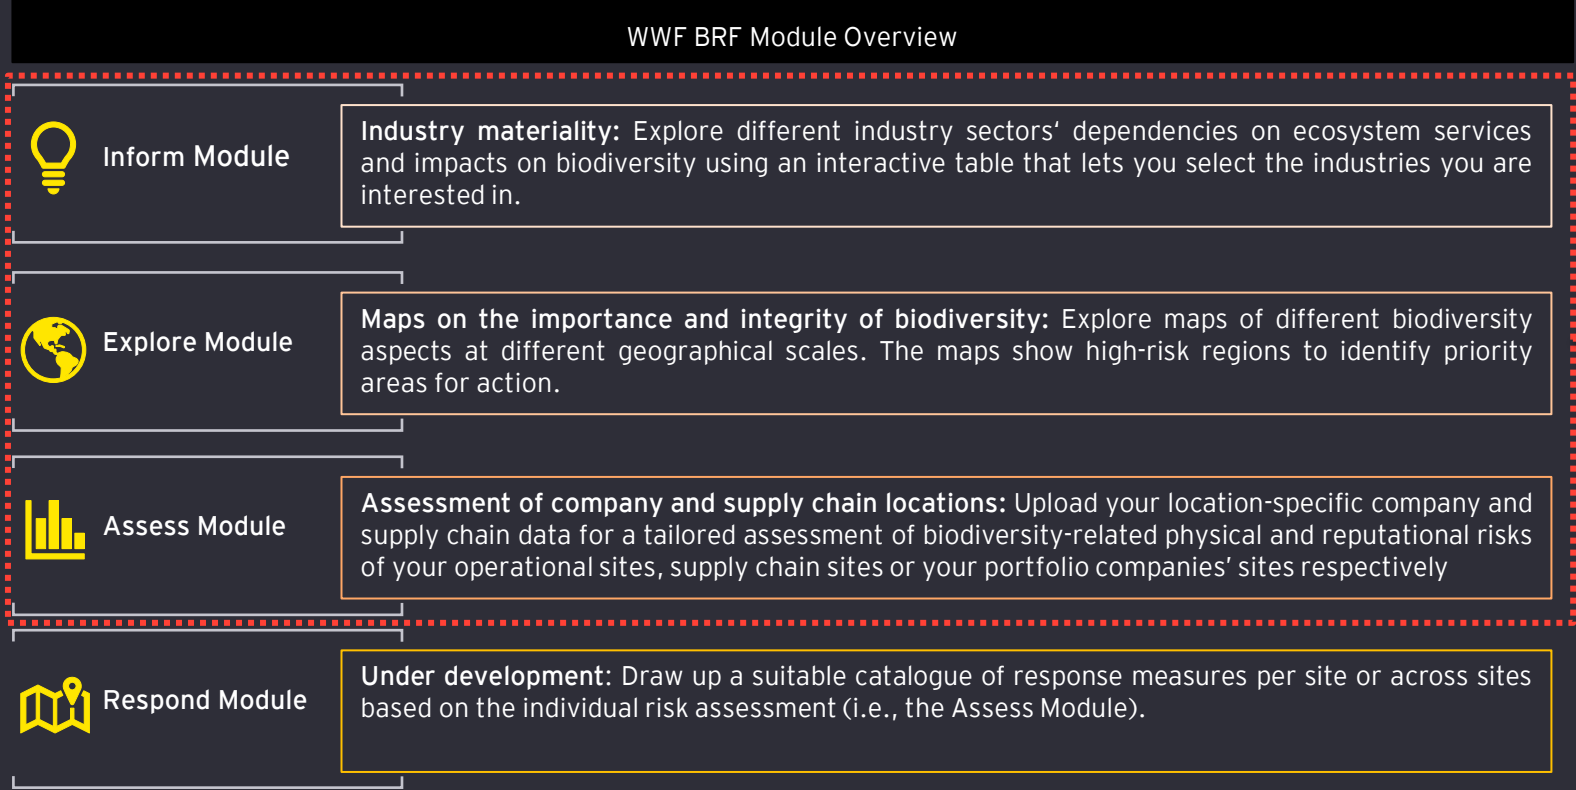 WWF BRF Module Overview
Inform Module
Industry materiality: Explore different industry sectors‘ dependencies on ecosystem services
and impacts on biodiversity using an interactive table that lets you select the industries you are
interested in.
Explore Module
Maps on the importance and integrity of biodiversity: Explore maps of different biodiversity
aspects at different geographical scales. The maps show high-risk regions to identify priority
areas for action.
Assess Module
Assessment of company and supply chain locations: Upload your location-specific company and
supply chain data for a tailored assessment of biodiversity-related physical and reputational risks
of your operational sites, supply chain sites or your portfolio companies’ sites respectively
Respond Module
Under development: Draw up a suitable catalogue of response measures per site or across sites
based on the individual risk assessment (i.e., the Assess Module).